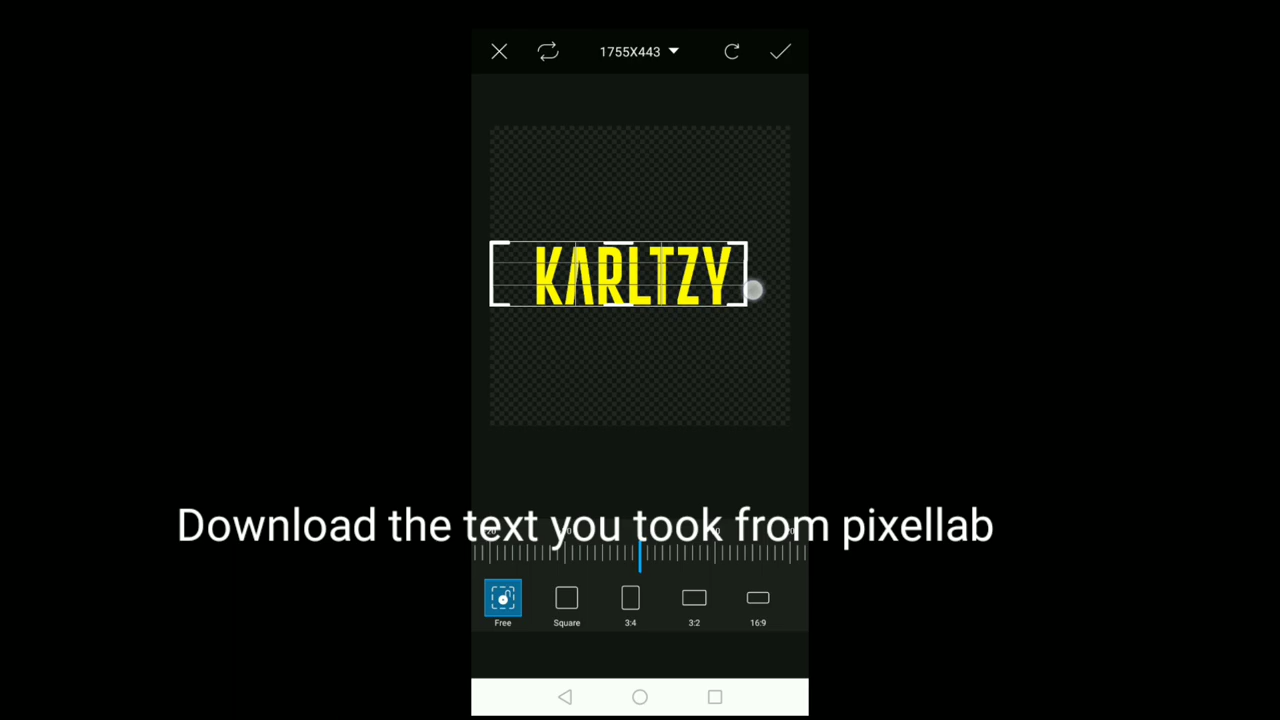 1755X443
KARLTZY
Download the text you took from pixellab
Free
Square
3:4
3:2
16:9